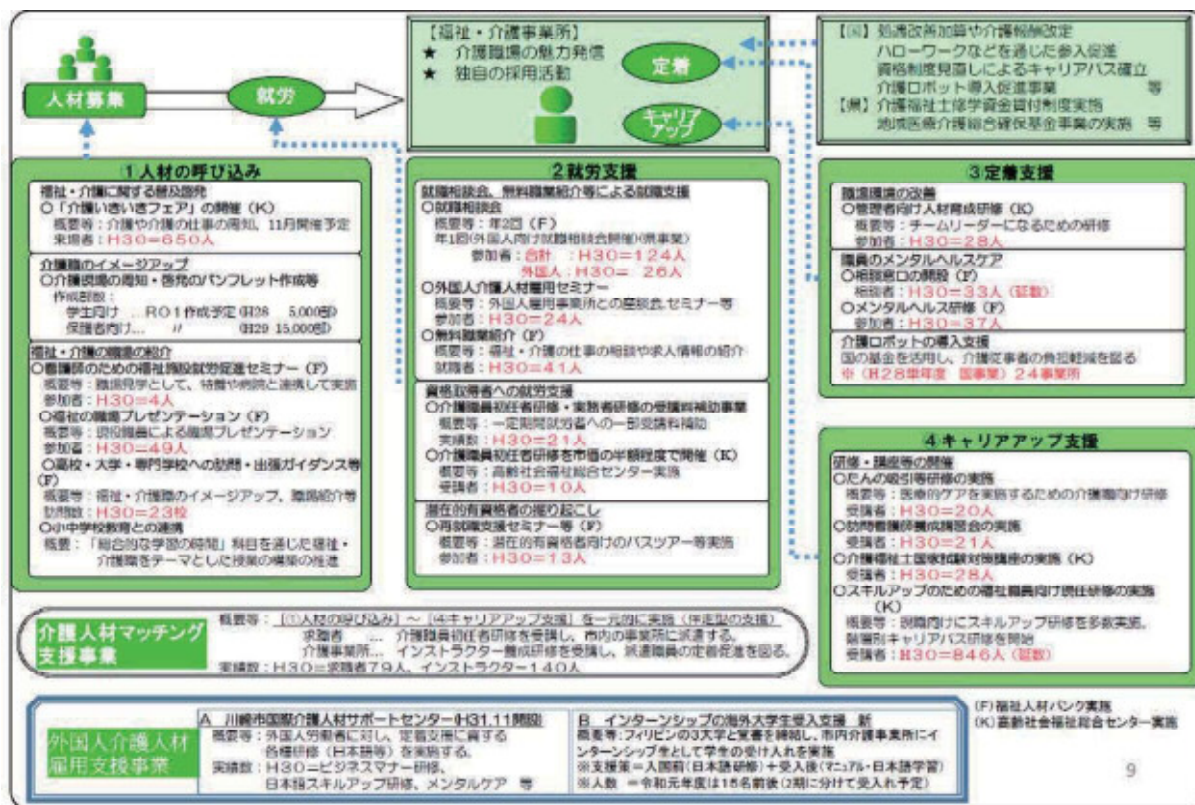 人材募集
就労
【福祉・介護事業所】
★ 介護職場の魅力発信
★ 独自の採用活動
定着
キャリア
アップ
【国】処遇改善加算や介護報酬改定
ハローワークなどを通じた参入促進
資格制度見直しによるキャリアパス確立
介護ロボット導入促進事業 等
【県】介護福祉士修学資金貸付制度実施
地域医療介護総合確保基金事業の実施 等
①人材の呼び込み
福祉・介護に関する普及啓発
○「介護いきいきフェア」の開催(K)
概要等:介護や介護の仕事の周知、11月開催予定
来場者:H30=650人
介護職のイメージアップ
○介護現場の周知・啓発のパンフレット作成等
作成部数:
学生向け …R01作成予定(H28 5,000部)
保護者向け… 〃 (H29 15,000部)
福祉・介護の職場の紹介
○看護師のための福祉施設就労促進セミナー(F)
概要等:職場見学として、特養や病院と連携して実施
参加者:H30=4人
○福祉の職場プレゼンテーション(F)
概要等:現役職員による職場プレゼンテーション
参加者:H30=49人
○高校・大学・専門学校への訪問・出張ガイダンス等
(F)
概要等:福祉・介護職のイメージアップ、職場紹介等
訪問数:H30=23校
○小中学校教育との連携
概要:「総合的な学習の時間」科目を通じた福祉・
介護職をテーマとした授業の構築の推進
②就労支援
就職相談会、無料職業紹介等による就職支援
○就職相談会
概要等:年2回(F)
年1回(外国人向け就職相談会開催)(県事業)
参加者:合計 :H30=124人
外国人:H30= 26人
○外国人介護人材雇用セミナー
概要等:外国人雇用事業所との座談会、セミナー等
参加者:H30=24人
○無料職業紹介(F)
概要等:福祉・介護の仕事の相談や求人情報の紹介
就職者:H30=41人
資格取得者への就労支援
○介護職員初任者研修・実務者研修の受講料補助事業
概要等:一定期間就労者への一部受講料補助
実績数:H30=21人
○介護職員初任者研修を市価の半額程度で開催(K)
概要等:高齢社会福祉総合センター実施
受講者:H30=10人
潜在的有資格者の掘り起こし
○再就職支援セミナー等(F)
概要等:潜在的有資格者向けのバスツアー等実施
参加者:H30=13人
③定着支援
職場環境の改善
○管理者向け人材育成研修(K)
概要等:チームリーダーになるための研修
参加者:H30=28人
職員のメンタルヘルスケア
○相談窓口の開設(F)
相談者:H30=33人(延数)
○メンタルヘルス研修(F)
参加者:H30=37人
介護ロボットの導入支援
国の基金を活用し、介護従事者の負担軽減を図る
※(H28単年度 国事業)24事業所
④キャリアアップ支援
研修・講座等の開催
○たんの吸引等研修の実施
概要等:医療的ケアを実施するための介護職向け研修
受講者:H30=20人
○訪問看護師養成講習会の実施
受講者:H30=21人
○介護福祉士国家試験対策講座の実施(K)
受講者:H30=28人
○スキルアップのための福祉職員向け現任研修の実施
(K)
概要等:現職向けにスキルアップ研修を多数実施。
階層別キャリアパス研修を開始
受講者:H30=846人(延数)
介護人材マッチング
支援事業
概要等:[①人材の呼び込み]~[④キャリアアップ支援]を一元的に実施(伴走型の支援)
求職者 … 介護職員初任者研修を受講し、市内の事業所に派遣する。
介護事業所… インストラクター養成研修を受講し、派遣職員の定着促進を図る。
実績数:H30=求職者79人、インストラクター140人
外国人介護人材
雇用支援事業
A 川崎市国際介護人材サポートセンター(H31.11開設)
概要等:外国人労働者に対し、定着支援に資する
各種研修(日本語等)を実施する。
実績数:H30=ビジネスマナー研修、
日本語スキルアップ研修、メンタルケア 等
B インターンシップの海外大学生受入支援 新
概要等:フィリピンの3大学と覚書を締結し、市内介護事業所にイ
ンターンシップ生として学生の受け入れを実施
※支援策=入国前(日本語研修)+受入後(マニュアル・日本語学習)
※人数 =令和元年度は15名前後(2期に分けて受入れ予定)
(F)福祉人材バンク実施
(K)高齢社会福祉総合センター実施
9